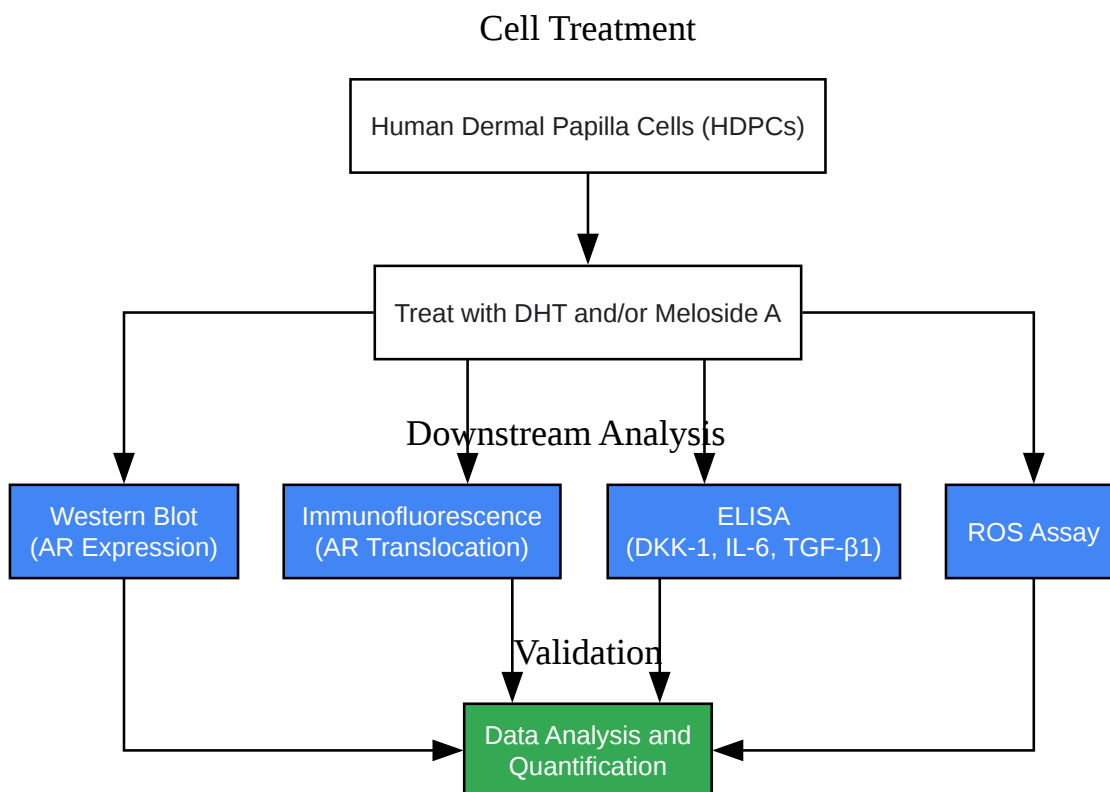 Cell Treatment
Human Dermal Papilla Cells (HDPCs)
Treat with DHT and/or Meloside A
Downstream Analysis
Western Blot
(AR Expression)
Immunofluorescence
(AR Translocation)
ELISA
(DKK-1, IL-6, TGF-β1)
ROS Assay
Validation
Data Analysis and
Quantification